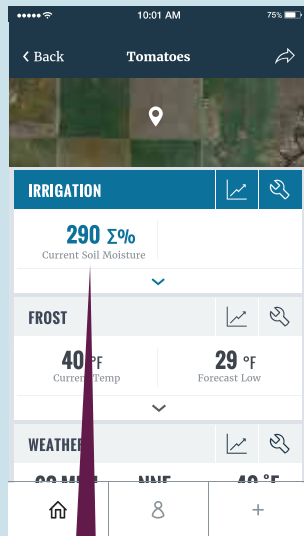 10:01 AM 75%
Back Tomatoes
IRRIGATION
290 Σ%
Current Soil Moisture
FROST
40 °F 29 °F
Current Temp Forecast Low
WEATHER